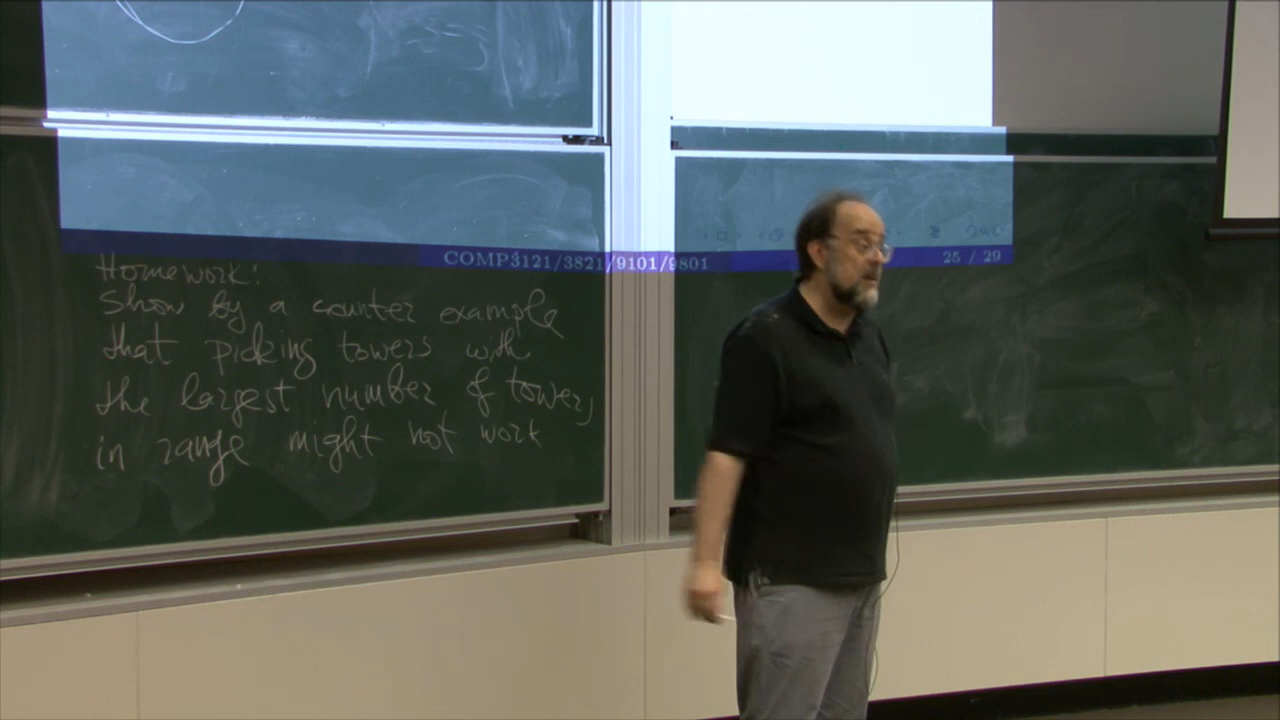 COMP3121/3821/9101/9801
25 / 29
Homework:
Show by a counter example
that picking towers with
the largest number of towers
in range might not work